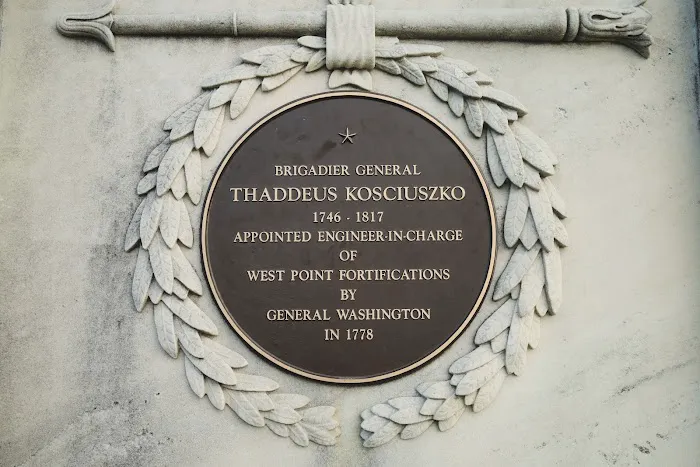 BRIGADIER GENERAL
THADDEUS KOSCIUSZKO
1746 - 1817
APPOINTED ENGINEER-IN-CHARGE
OF
WEST POINT FORTIFICATIONS
BY
GENERAL WASHINGTON
IN 1778